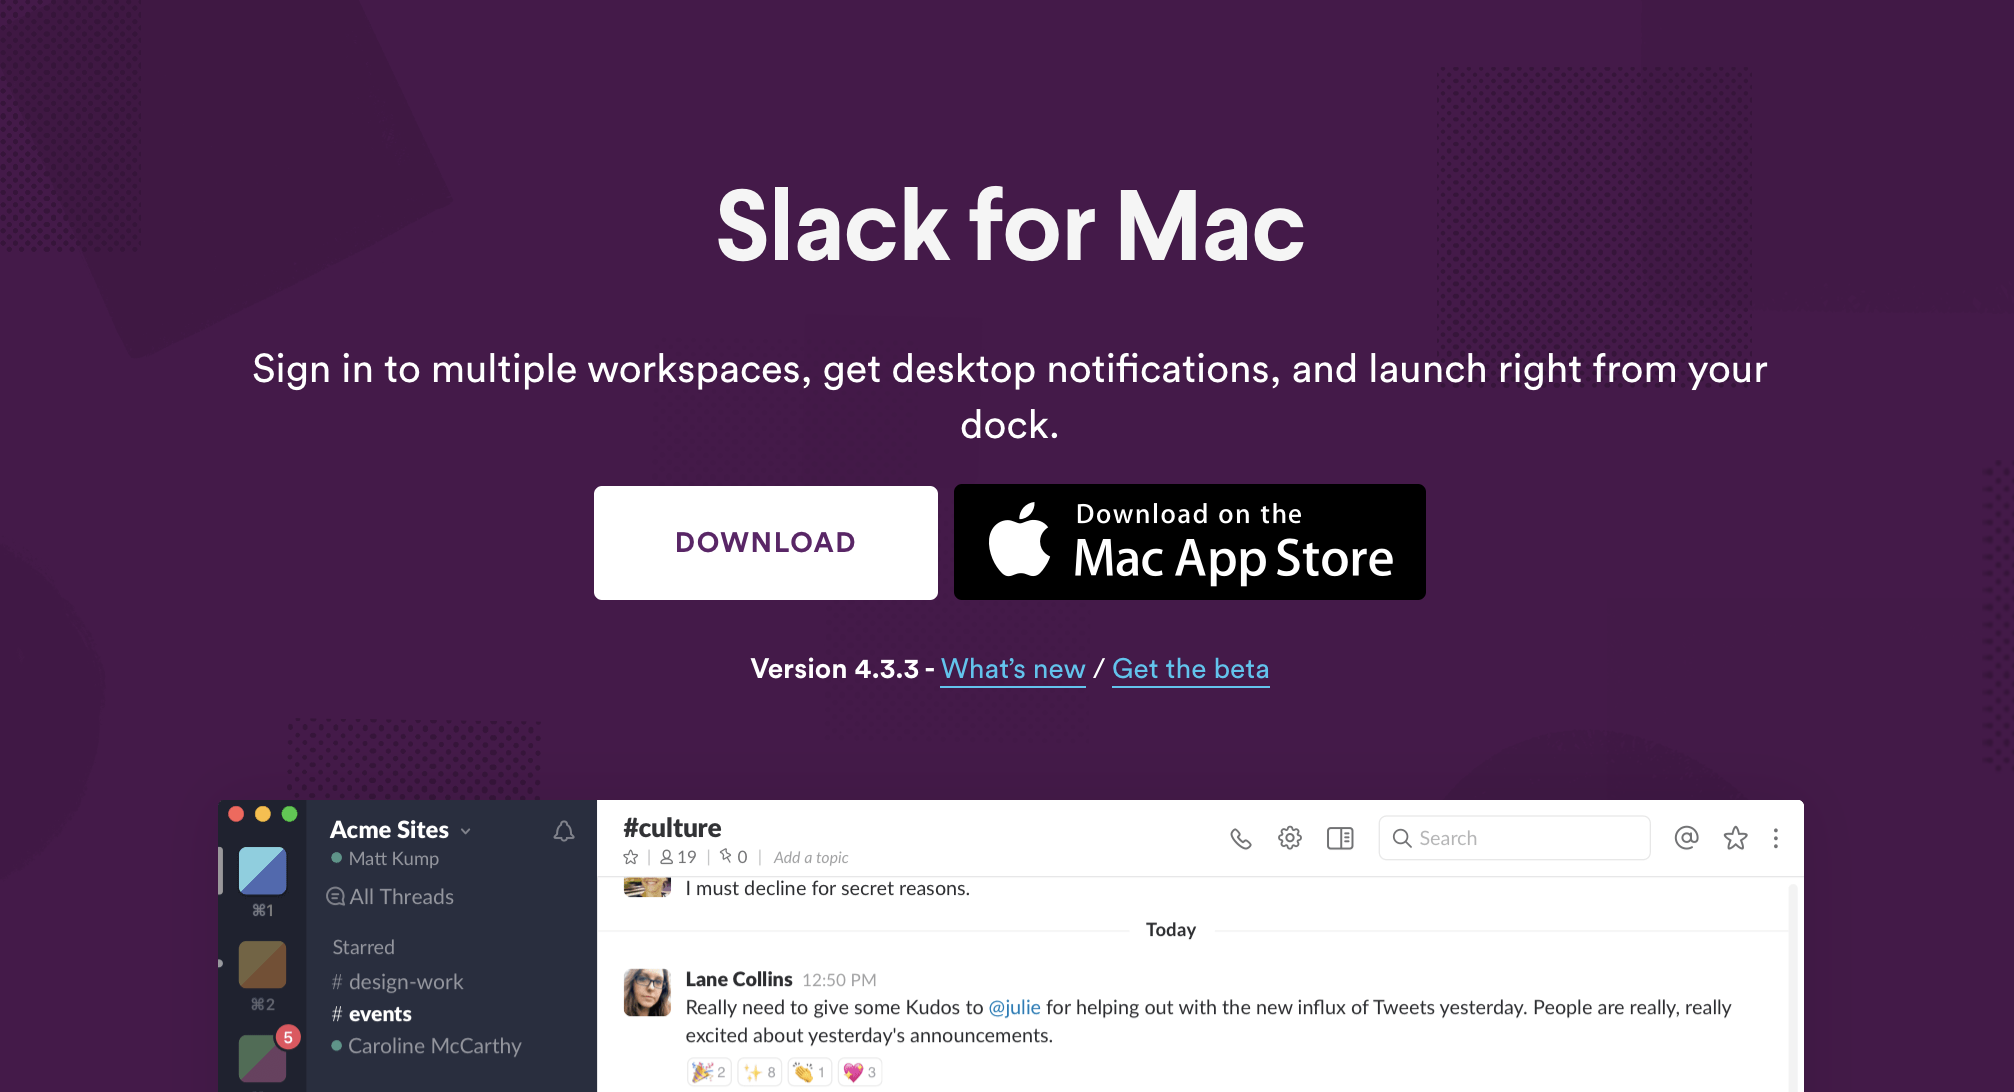 Slack for Mac
Sign in to multiple workspaces, get desktop notifications, and launch right from your
dock.
DOWNLOAD
Download on the
Mac App Store
Version 4.3.3 - What’s new / Get the beta
Acme Sites
Matt Kump
All Threads
⌘1
Starred
# design-work
⌘2
# events
5
Caroline McCarthy
#culture
19 | 0 | Add a topic
Search
I must decline for secret reasons.
Today
Lane Collins 12:50 PM
Really need to give some Kudos to @julie for helping out with the new influx of Tweets yesterday. People are really, really
excited about yesterday's announcements.
2 8 1 3